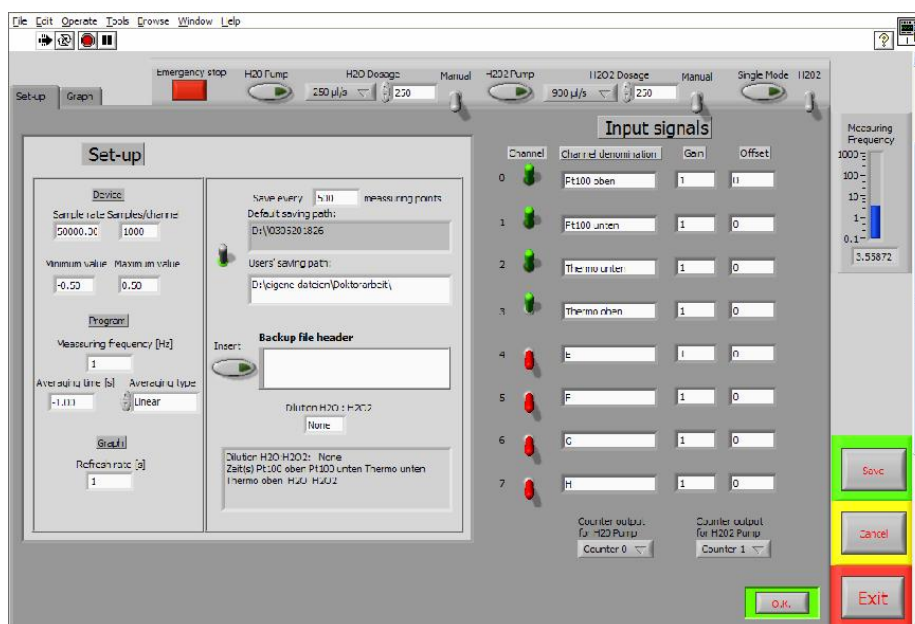 File Edit Operate Tools Browse Window Help
Emergency stop H2O Pump H2O Dosage Manual H2O2 Pump H2O2 Dosage Manual Single Mode H2O2
250 µl/s 250 900 µl/s 250
Set-up Graph
Input signals
Measuring
Frequency
1000
100
10
1
0.1
3.55872
Set-up
Channel Channel denomination Gain Offset
0 Pt100 oben 1 0
1 Pt100 unten 1 0
2 Thermo unten 1 0
3 Thermo oben 1 0
4 E 1 0
5 F 1 0
6 G 1 0
7 H 1 0
Device
Sample rate Samples/channel
50000.00 1000
Minimum value Maximum value
-0.50 0.50
Program
Measuring frequency [Hz]
1
Averaging time [s] Averaging type
-1.00 Linear
Graph
Refresh rate [s]
1
Save every 500 measuring points
Default saving path:
D:\0305201826
Users' saving path:
D:\eigene dateien\Doktorarbeit\
Insert
Backup file header
Dilution H2O : H2O2
None
Dilution H2O H2O2: None
Zeit(s) Pt100 oben Pt100 unten Thermo unten
Thermo oben H2O H2O2
Counter output
for H2O Pump
Counter 0
Counter output
for H2O2 Pump
Counter 1
Save
Cancel
O.K.
Exit